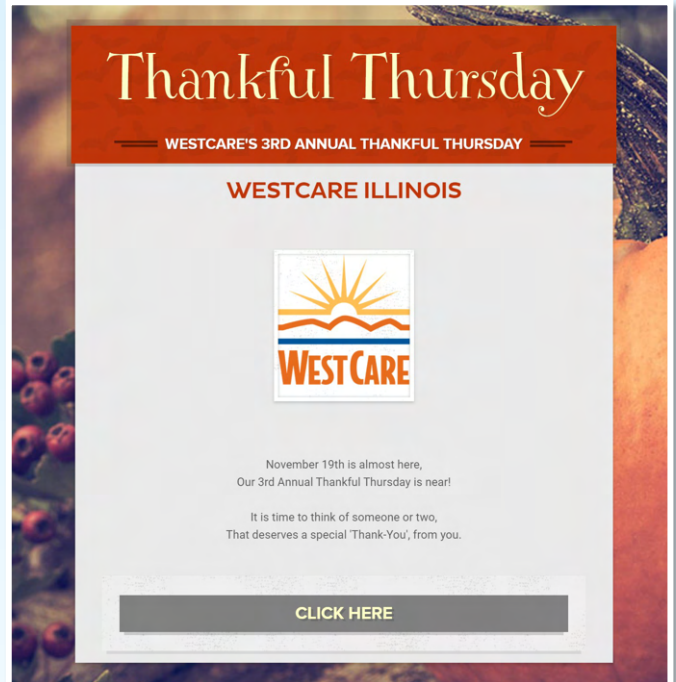 Thankful Thursday
WESTCARE'S 3RD ANNUAL THANKFUL THURSDAY
WESTCARE ILLINOIS
WESTCARE
November 19th is almost here,
Our 3rd Annual Thankful Thursday is near!
It is time to think of someone or two,
That deserves a special 'Thank-You', from you.
CLICK HERE